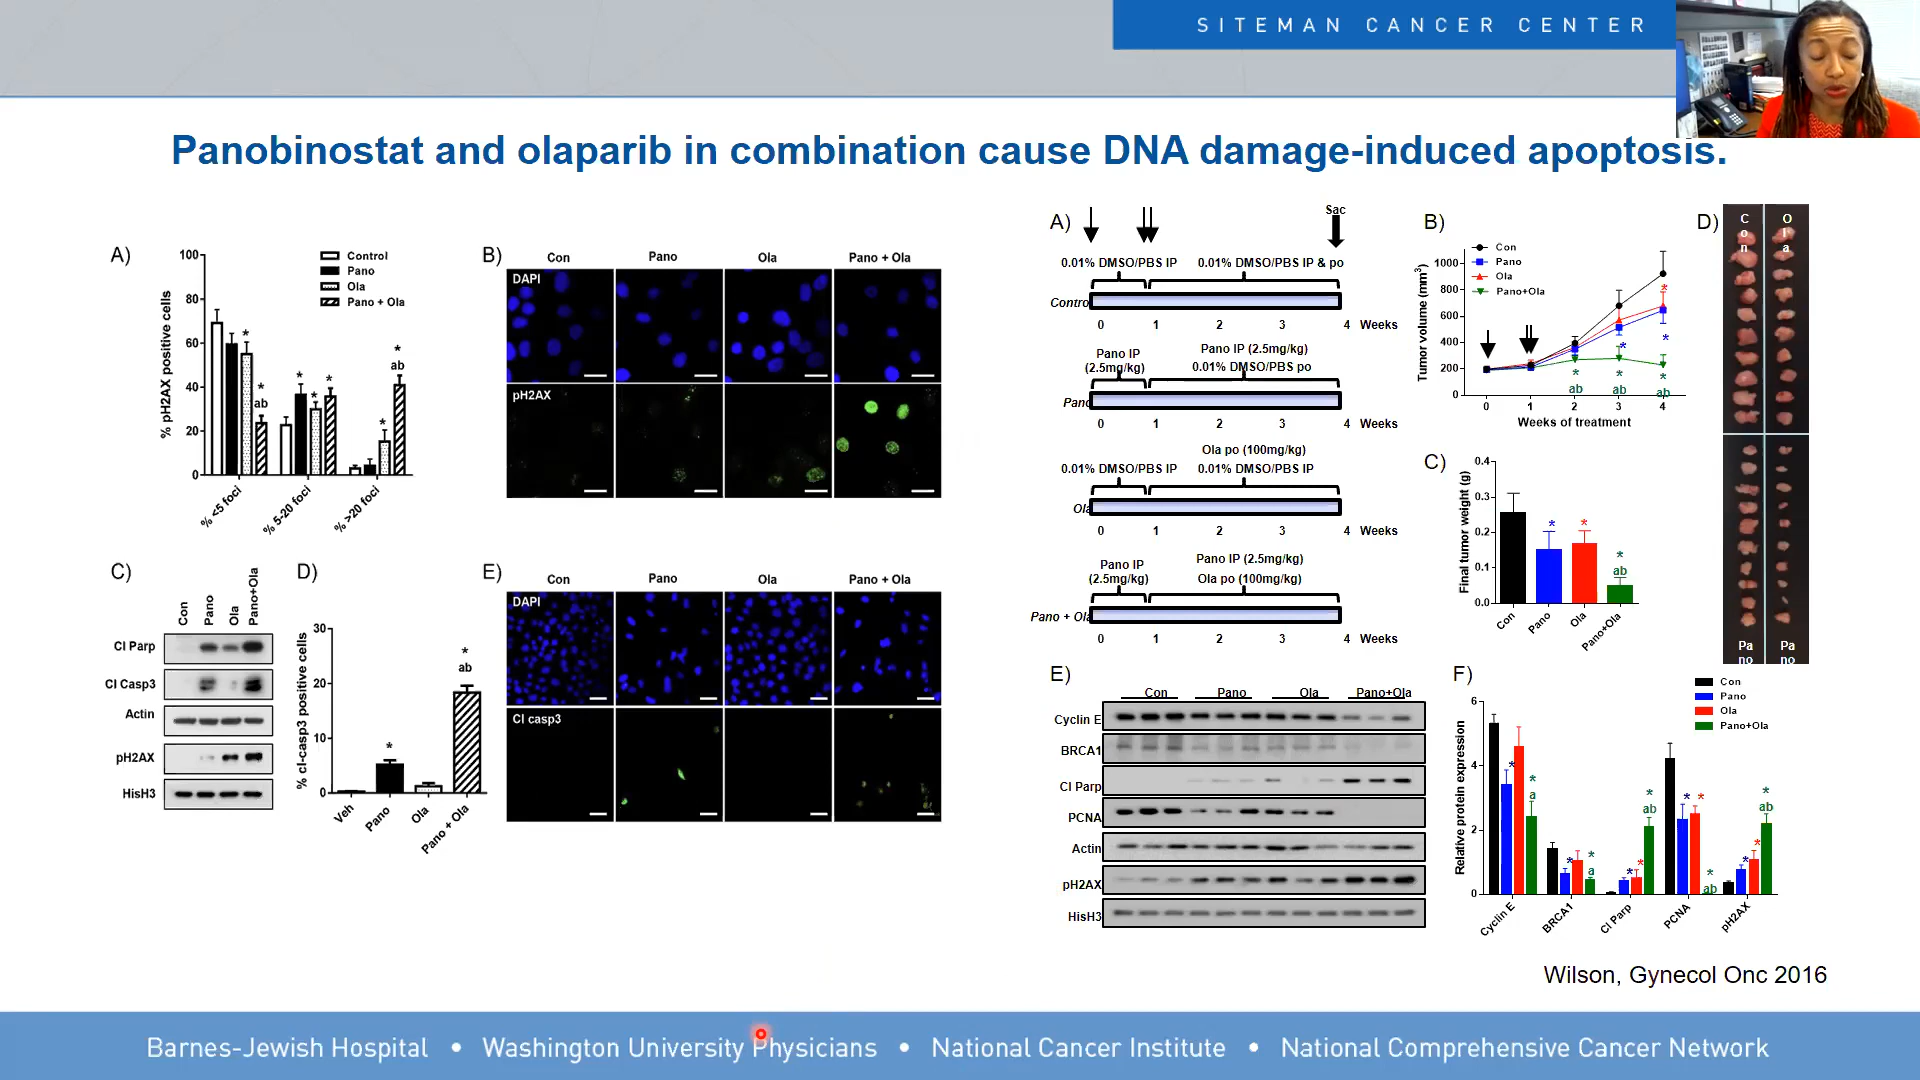 SITEMAN CANCER CENTER
Panobinostat and olaparib in combination cause DNA damage-induced apoptosis.
A)
% pH2AX positive cells
100
80
60
40
20
0
Control
Pano
Ola
Pano + Ola
*
ab
*
*
*
*
*
*
ab
*
% <5 foci
% 5-20 foci
% >20 foci
B)
Con
Pano
Ola
Pano + Ola
DAPI
pH2AX
C)
Con
Pano
Ola
Pano+Ola
Cl Parp
Cl Casp3
Actin
pH2AX
HisH3
D)
% cl-casp3 positive cells
30
20
10
0
*
*
ab
Veh
Pano
Ola
Pano + Ola
E)
Con
Pano
Ola
Pano + Ola
DAPI
Cl casp3
A)
Sac
0.01% DMSO/PBS IP
0.01% DMSO/PBS IP & po
Contro
0 1 2 3 4 Weeks
Pano IP
(2.5mg/kg)
Pano IP (2.5mg/kg)
0.01% DMSO/PBS po
Pano
0 1 2 3 4 Weeks
Ola po (100mg/kg)
0.01% DMSO/PBS IP
0.01% DMSO/PBS IP
Ola
0 1 2 3 4 Weeks
Pano IP
(2.5mg/kg)
Pano IP (2.5mg/kg)
Ola po (100mg/kg)
Pano + Ola
0 1 2 3 4 Weeks
B)
Tumor volume (mm³)
1000
800
600
400
200
0
Con
Pano
Ola
Pano+Ola
*
*
*
*
ab
*
ab
*
ab
0 1 2 3 4
Weeks of treatment
C)
Final tumor weight (g)
0.4
0.3
0.2
0.1
0.0
*
*
*
ab
Con
Pano
Ola
Pano+Ola
D)
Con
Ola
Pa
no
Pa
no
E)
Con
Pano
Ola
Pano+Ola
Cyclin E
BRCA1
Cl Parp
PCNA
Actin
pH2AX
HisH3
F)
Relative protein expression
6
4
2
0
Con
Pano
Ola
Pano+Ola
*
*
a
*
*
a
*
*
*
ab
*
*
*
ab
*
*
*
ab
Cyclin E
BRCA1
Cl Parp
PCNA
pH2AX
Wilson, Gynecol Onc 2016
Barnes-Jewish Hospital • Washington University Physicians • National Cancer Institute • National Comprehensive Cancer Network